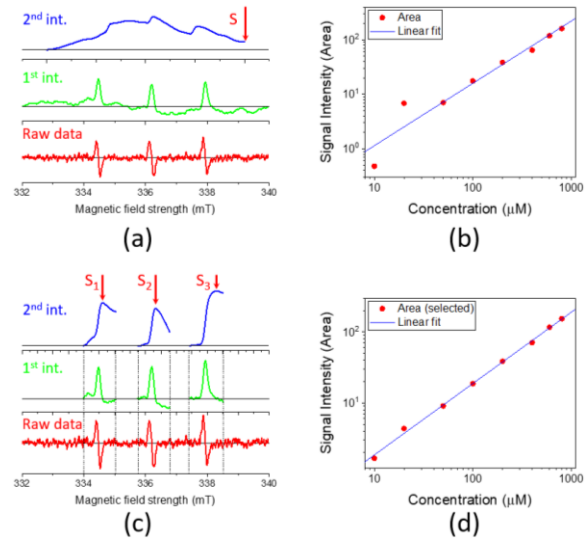 2nd int.
S
1st int.
Raw data
332 334 336 338 340
Magnetic field strength (mT)
(a)
Signal Intensity (Area)
10²
10¹
10⁰
Area
Linear fit
10 100 1000
Concentration (μM)
(b)
S₁ S₂ S₃
2nd int.
1st int.
Raw data
332 334 336 338 340
Magnetic field strength (mT)
(c)
Signal Intensity (Area)
10²
10¹
Area (selected)
Linear fit
10 100 1000
Concentration (μM)
(d)